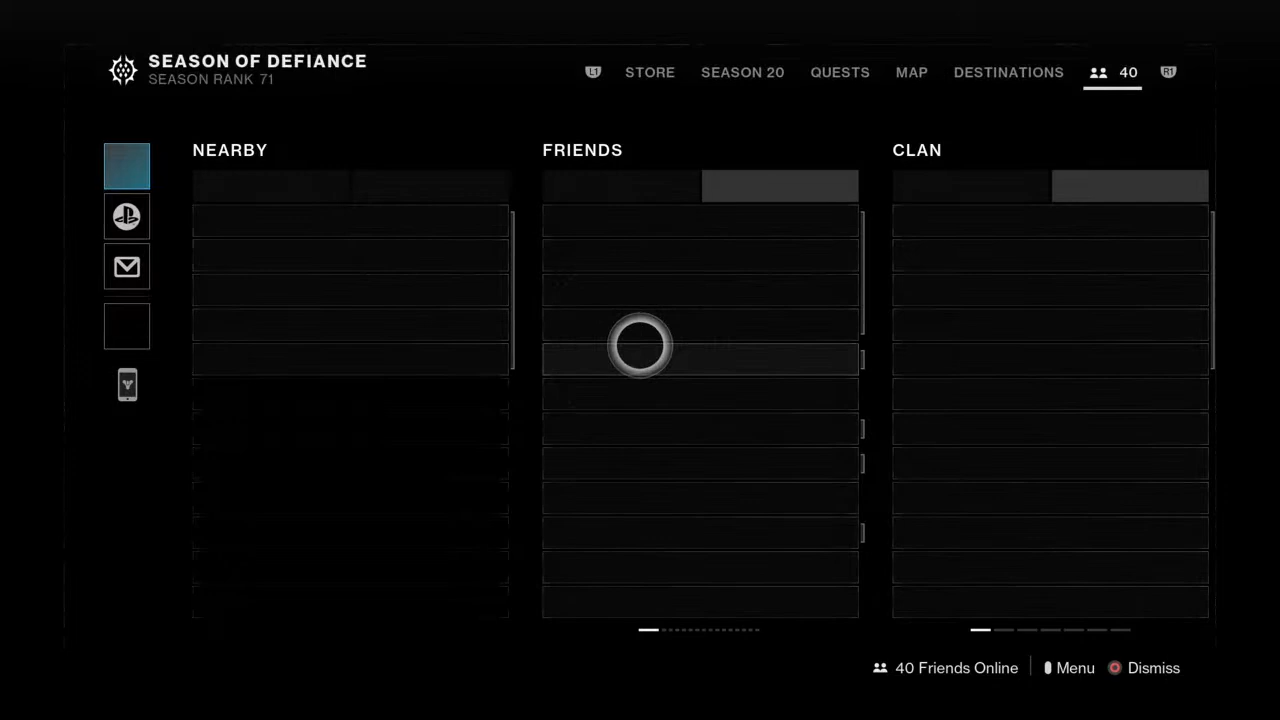 SEASON OF DEFIANCE
SEASON RANK 71
L1 STORE SEASON 20 QUESTS MAP DESTINATIONS 40 R1
NEARBY FRIENDS CLAN
40 Friends Online Menu Dismiss